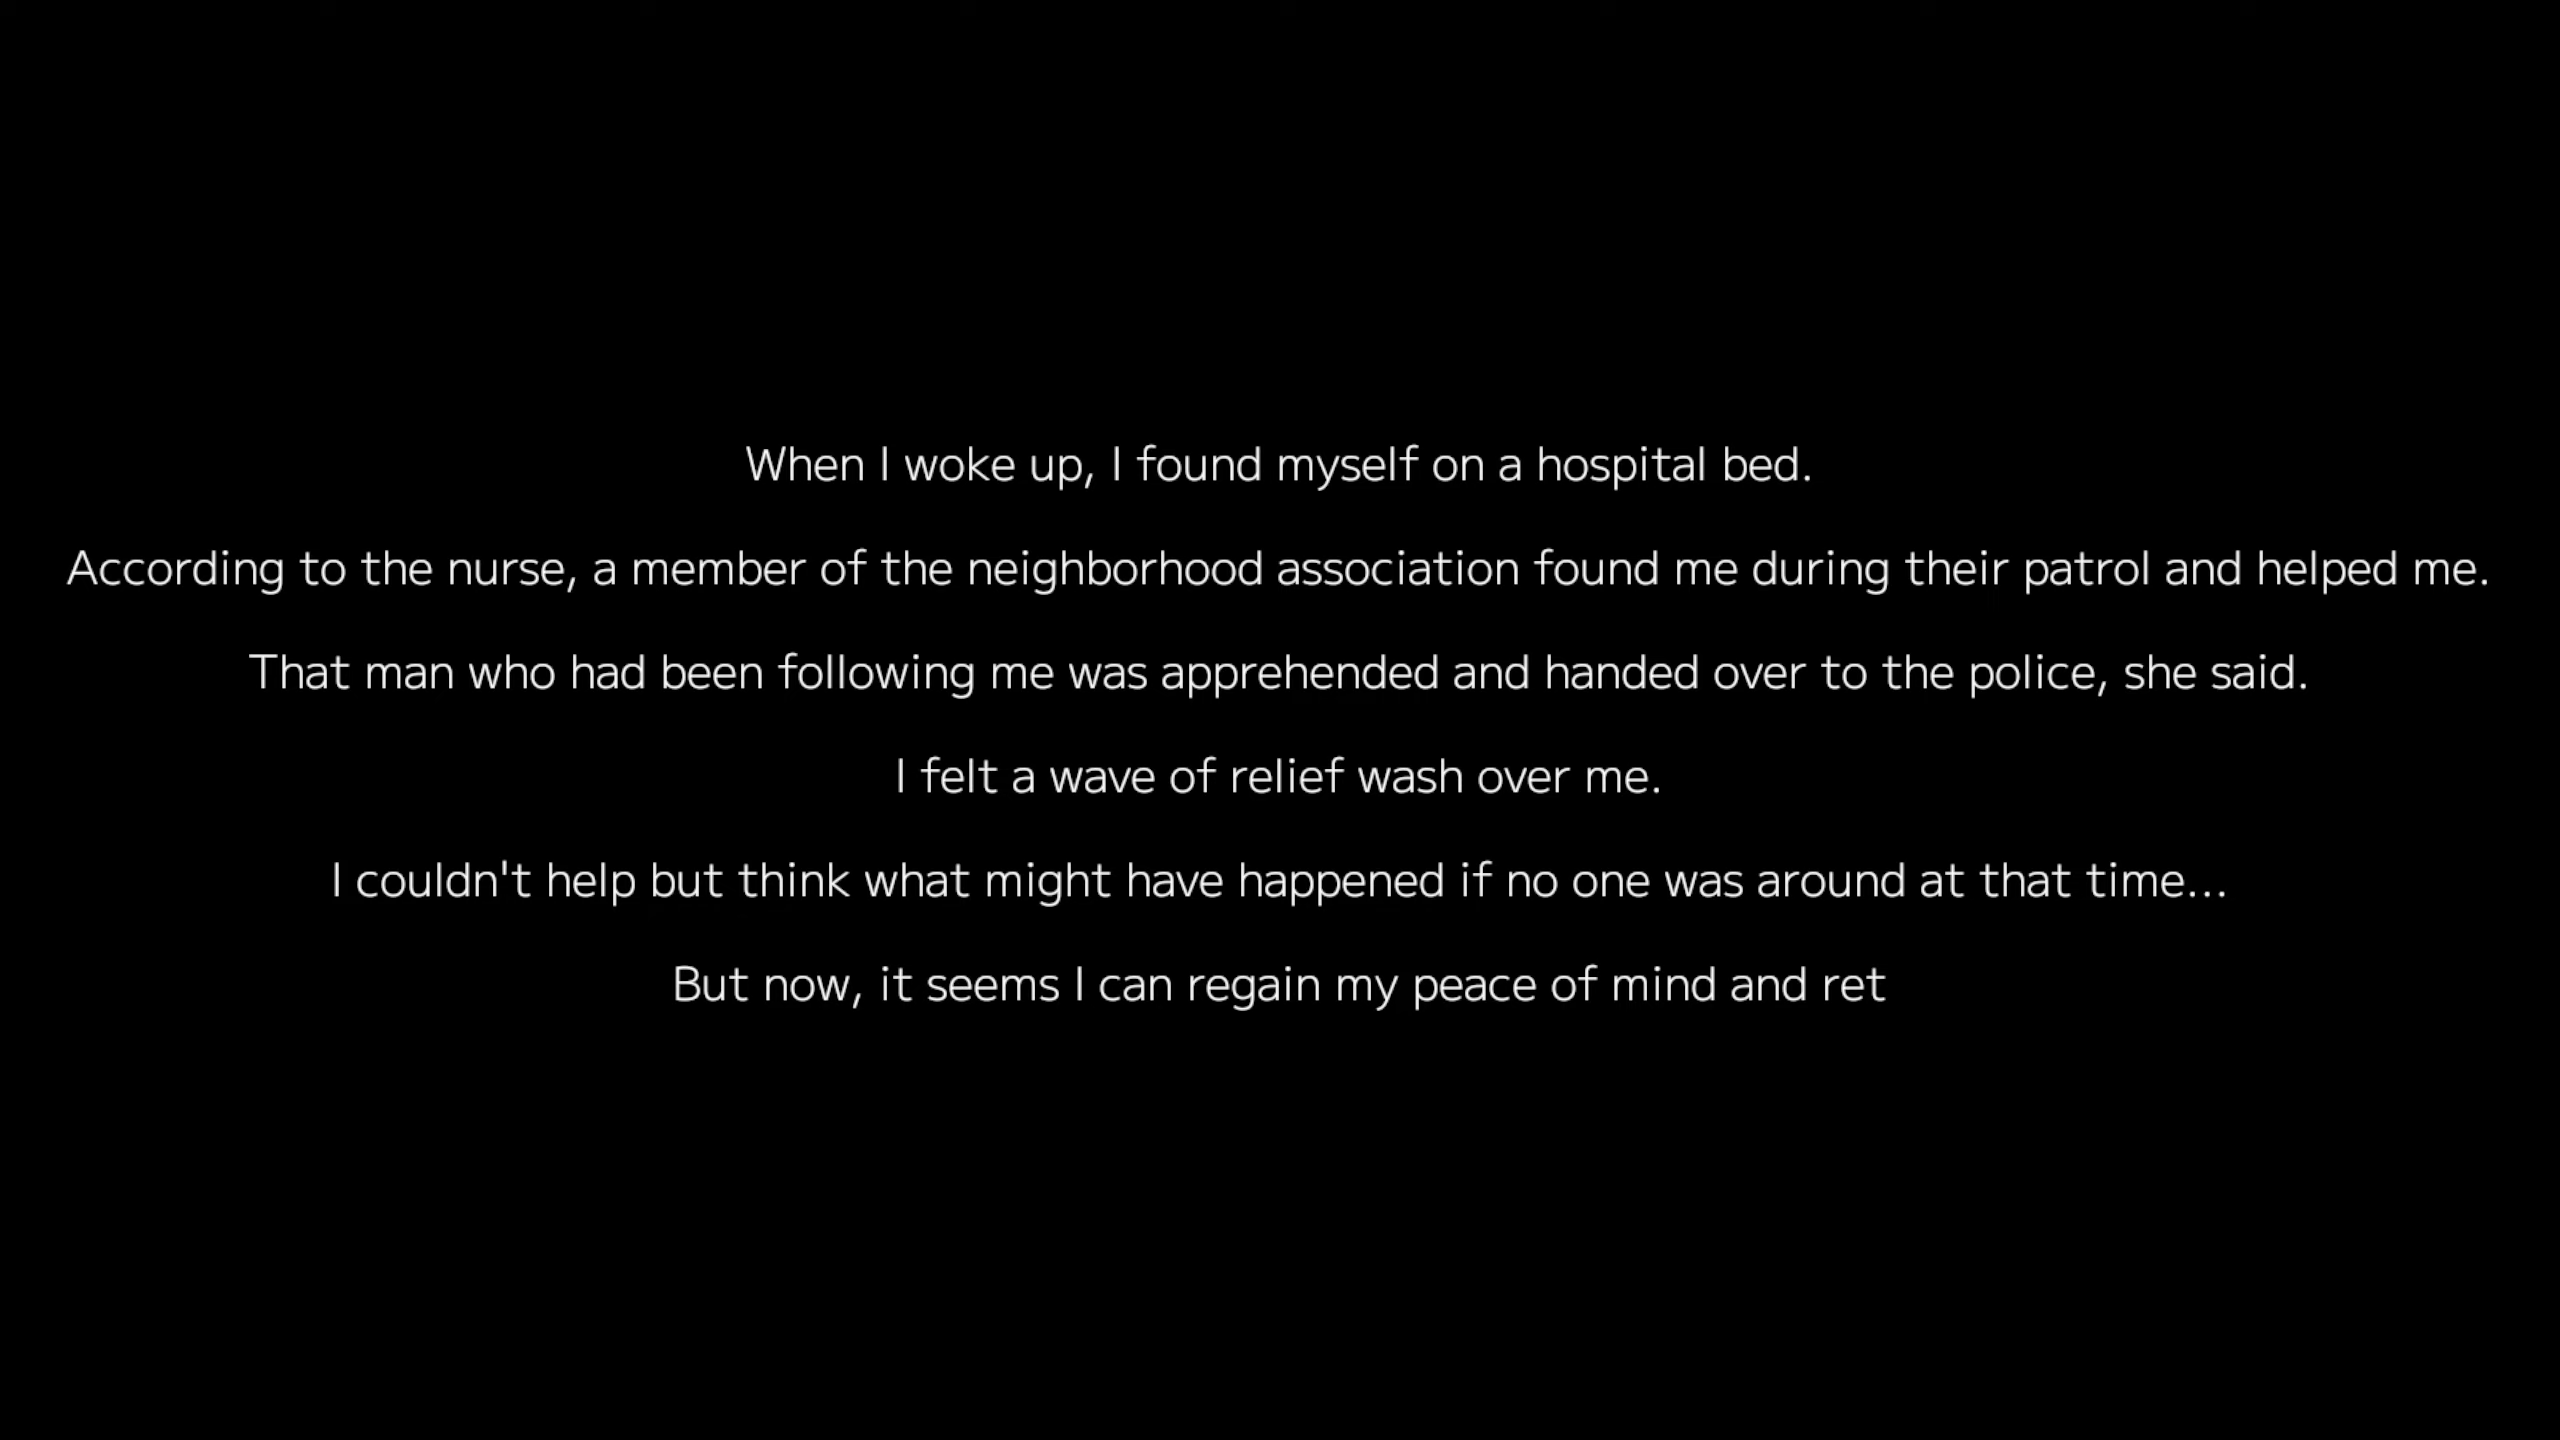 When I woke up, I found myself on a hospital bed.
According to the nurse, a member of the neighborhood association found me during their patrol and helped me.
That man who had been following me was apprehended and handed over to the police, she said.
I felt a wave of relief wash over me.
I couldn't help but think what might have happened if no one was around at that time...
But now, it seems I can regain my peace of mind and ret